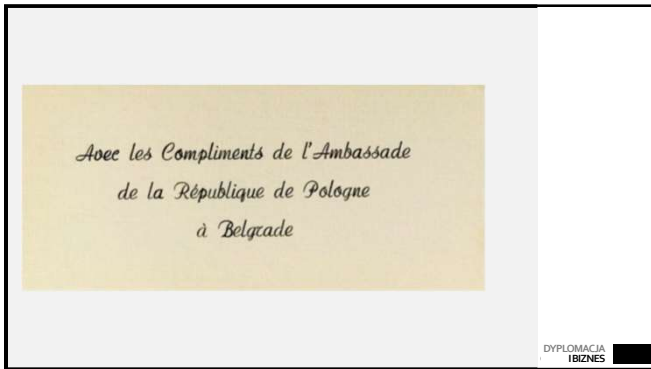 Avec les Compliments de l'Ambassade
de la République de Pologne
à Belgrade
DYPLOMACJA
I BIZNES